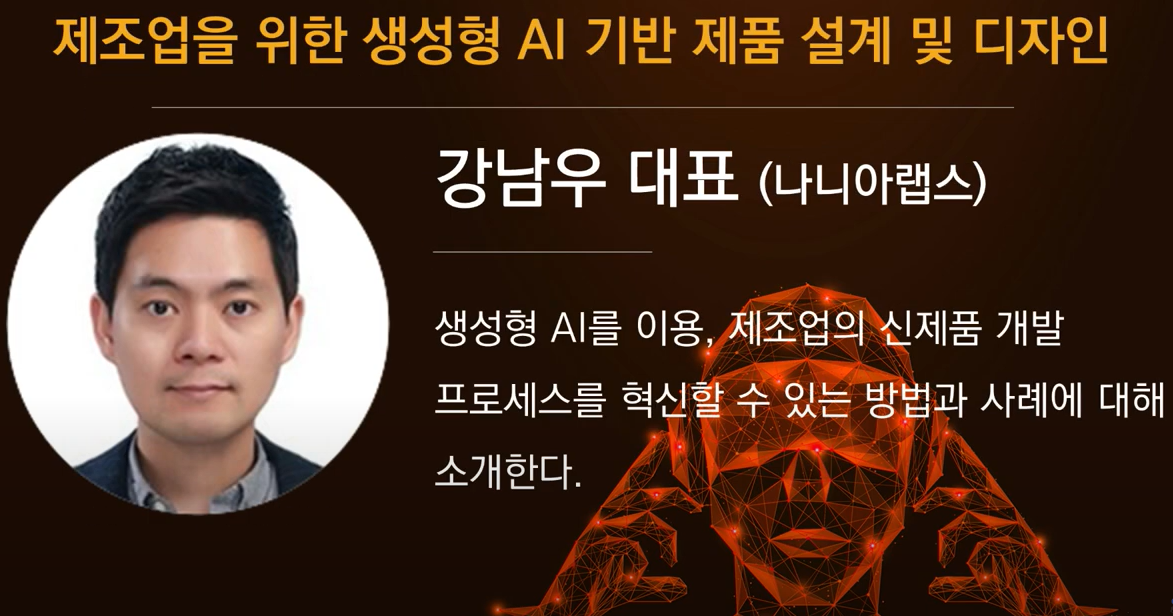 제조업을 위한 생성형 AI 기반 제품 설계 및 디자인
강남우 대표 (나니아랩스)
생성형 AI를 이용, 제조업의 신제품 개발
프로세스를 혁신할 수 있는 방법과 사례에 대해
소개한다.